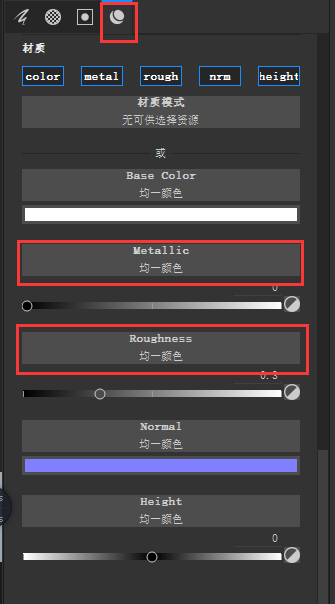 材质
color metal rough nrm height
材质模式
无可供选择资源
或
Base Color
均一颜色
Metallic
均一颜色
0
Roughness
均一颜色
0.3
Normal
均一颜色
Height
均一颜色
0